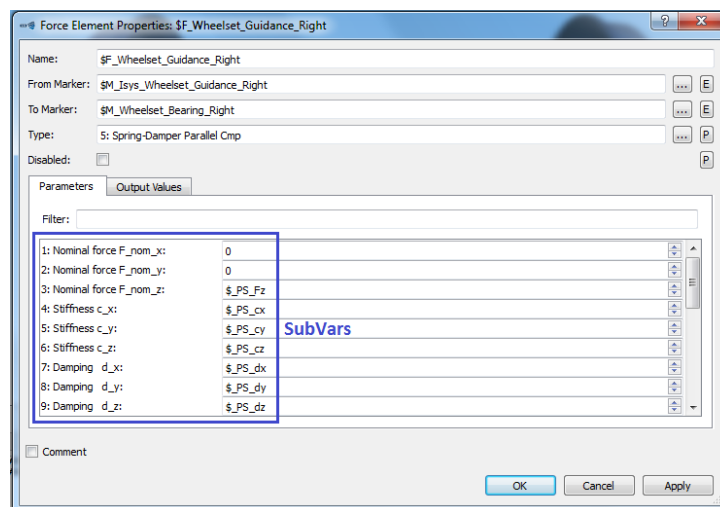 Force Element Properties: $F_Wheelset_Guidance_Right
Name: $F_Wheelset_Guidance_Right
From Marker: $M_Isys_Wheelset_Guidance_Right ... E
To Marker: $M_Wheelset_Bearing_Right ... E
Type: 5: Spring-Damper Parallel Cmp ... P
Disabled: P
Parameters Output Values
Filter:
1: Nominal force F_nom_x: 0
2: Nominal force F_nom_y: 0
3: Nominal force F_nom_z: $_PS_Fz
4: Stiffness c_x: $_PS_cx
5: Stiffness c_y: $_PS_cy SubVars
6: Stiffness c_z: $_PS_cz
7: Damping d_x: $_PS_dx
8: Damping d_y: $_PS_dy
9: Damping d_z: $_PS_dz
Comment
OK Cancel Apply